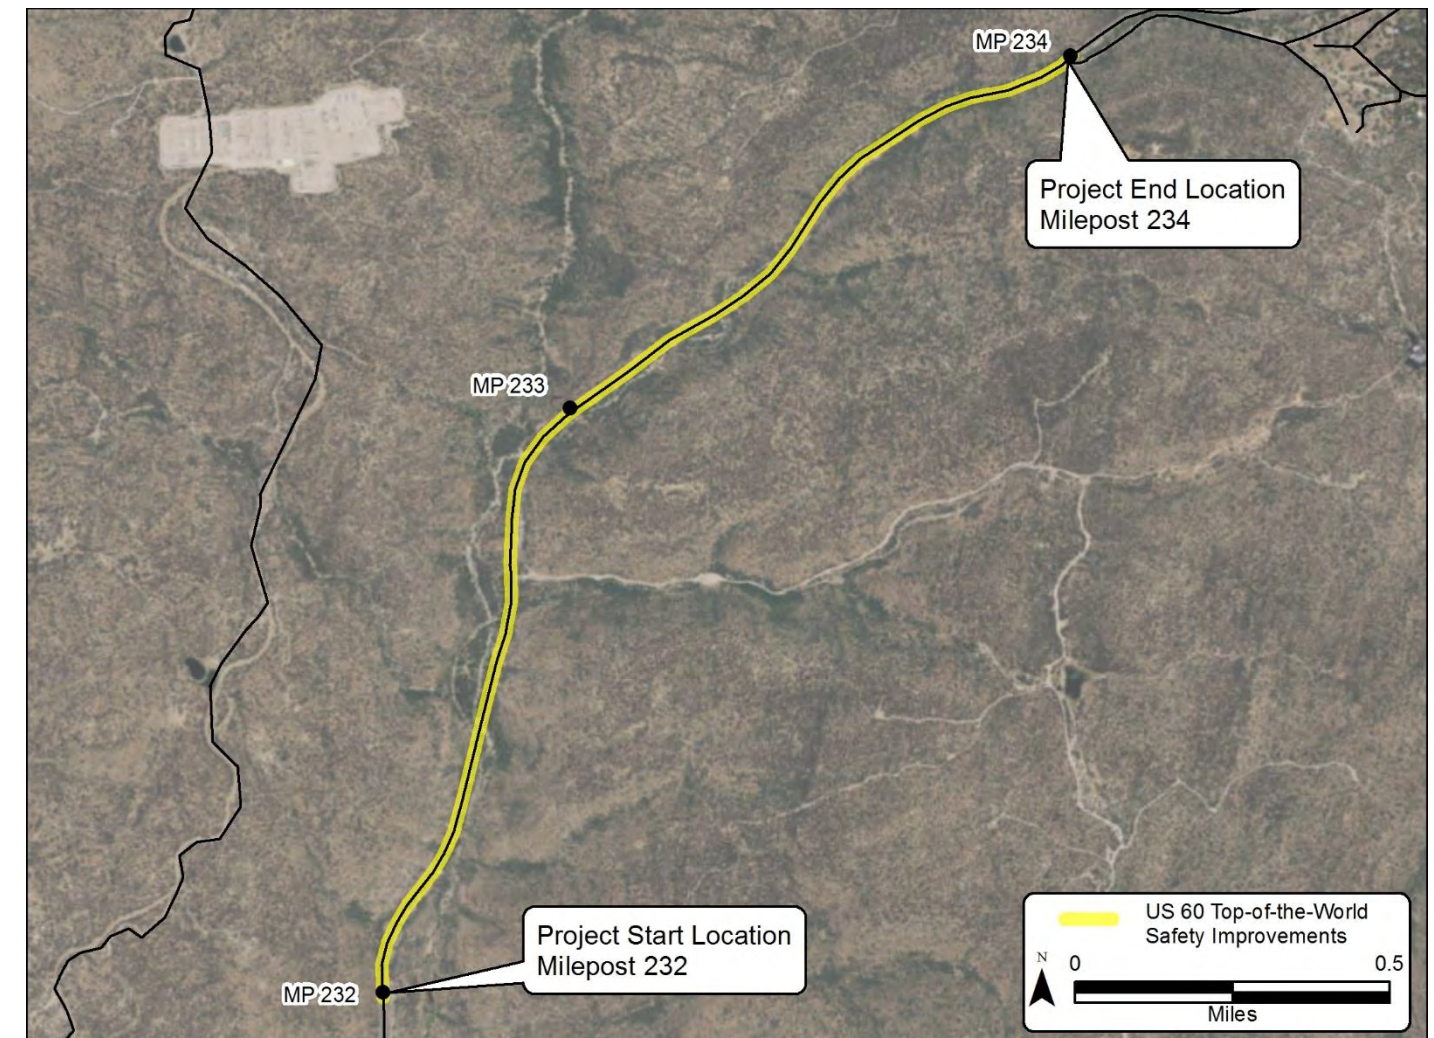 MP 234
Project End Location
Milepost 234
MP 233
Project Start Location
Milepost 232
MP 232
US 60 Top-of-the-World
Safety Improvements
N
0 0.5
Miles